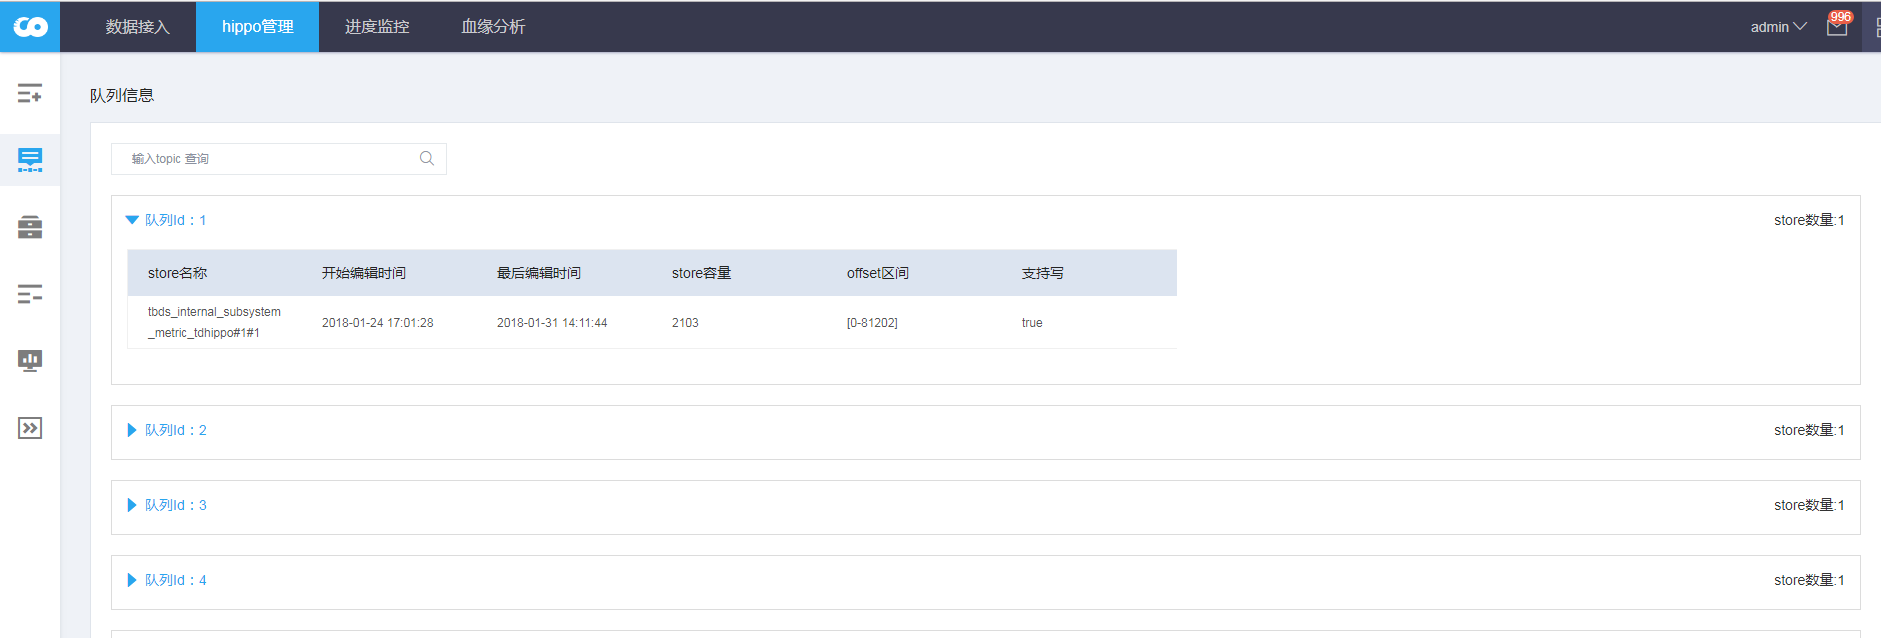 数据接入 hippo管理 进度监控 血缘分析 admin 996
队列信息
输入topic 查询
队列Id：1 store数量:1
store名称 开始编辑时间 最后编辑时间 store容量 offset区间 支持写
tbds_internal_subsystem
_metric_tdhippo#1#1 2018-01-24 17:01:28 2018-01-31 14:11:44 2103 [0-81202] true
队列Id：2 store数量:1
队列Id：3 store数量:1
队列Id：4 store数量:1